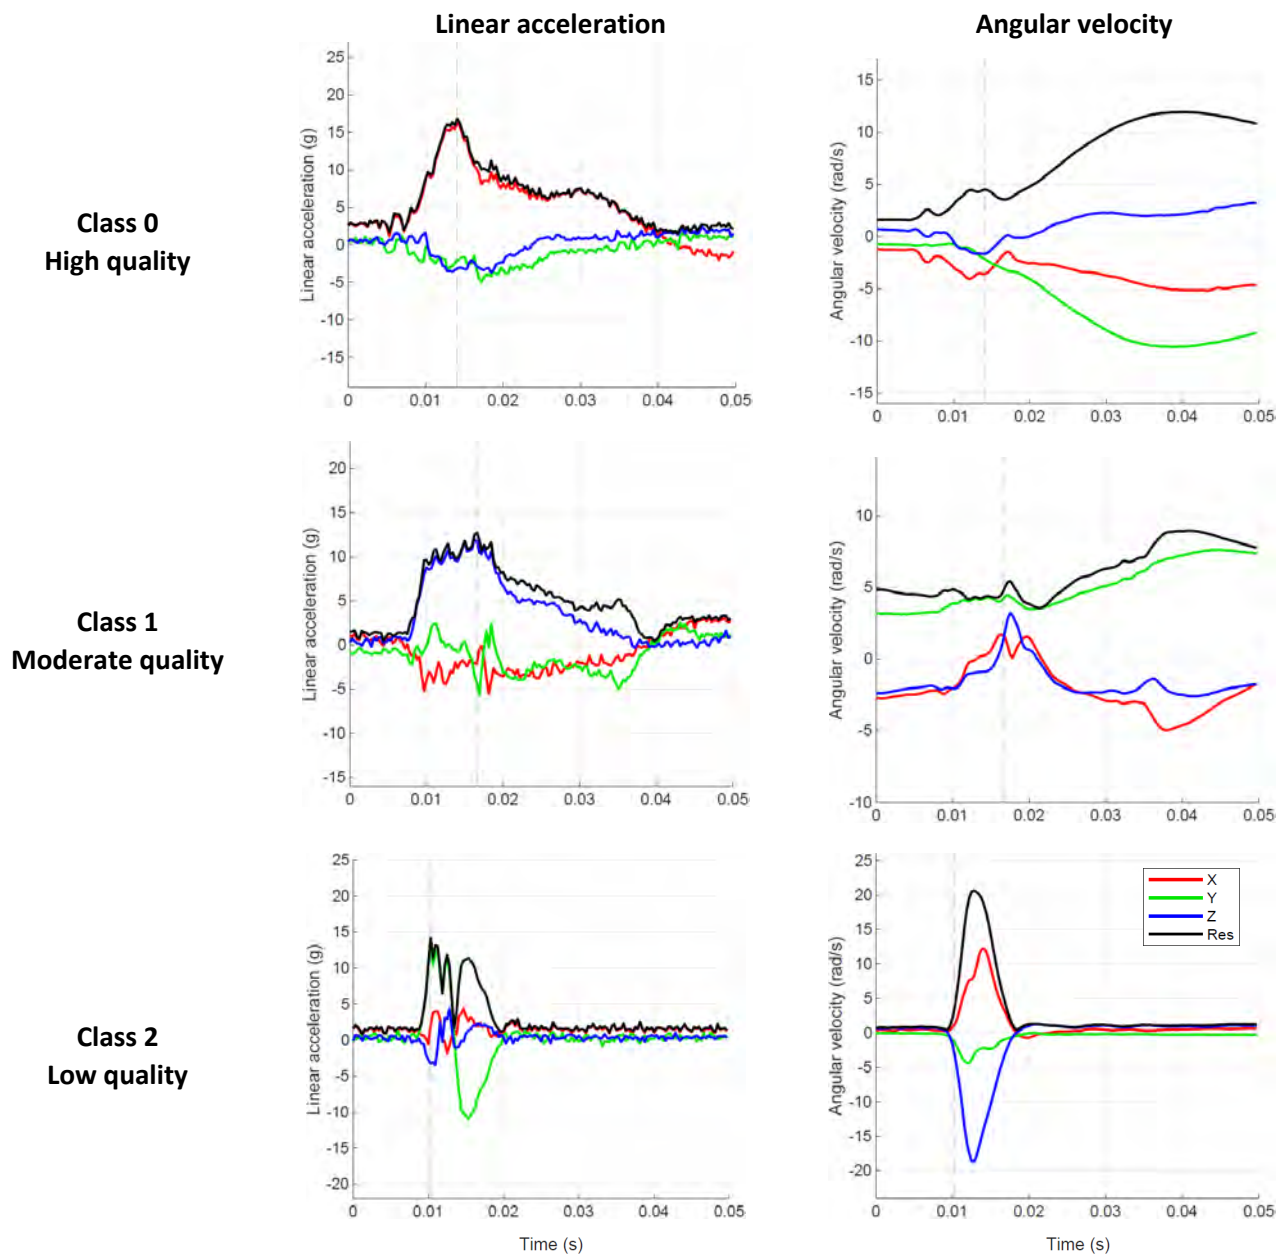 Linear acceleration
Angular velocity
Class 0
High quality
Linear acceleration (g)
25
20
15
10
5
0
-5
-10
-15
0 0.01 0.02 0.03 0.04 0.05
Angular velocity (rad/s)
15
10
5
0
-5
-10
-15
0 0.01 0.02 0.03 0.04 0.05
Class 1
Moderate quality
Linear acceleration (g)
20
15
10
5
0
-5
-10
-15
0 0.01 0.02 0.03 0.04 0.05
Angular velocity (rad/s)
10
5
0
-5
-10
0 0.01 0.02 0.03 0.04 0.05
Class 2
Low quality
Linear acceleration (g)
25
20
15
10
5
0
-5
-10
-15
-20
0 0.01 0.02 0.03 0.04 0.05
Time (s)
Angular velocity (rad/s)
25
20
15
10
5
0
-5
-10
-15
-20
0 0.01 0.02 0.03 0.04 0.05
Time (s)
X
Y
Z
Res